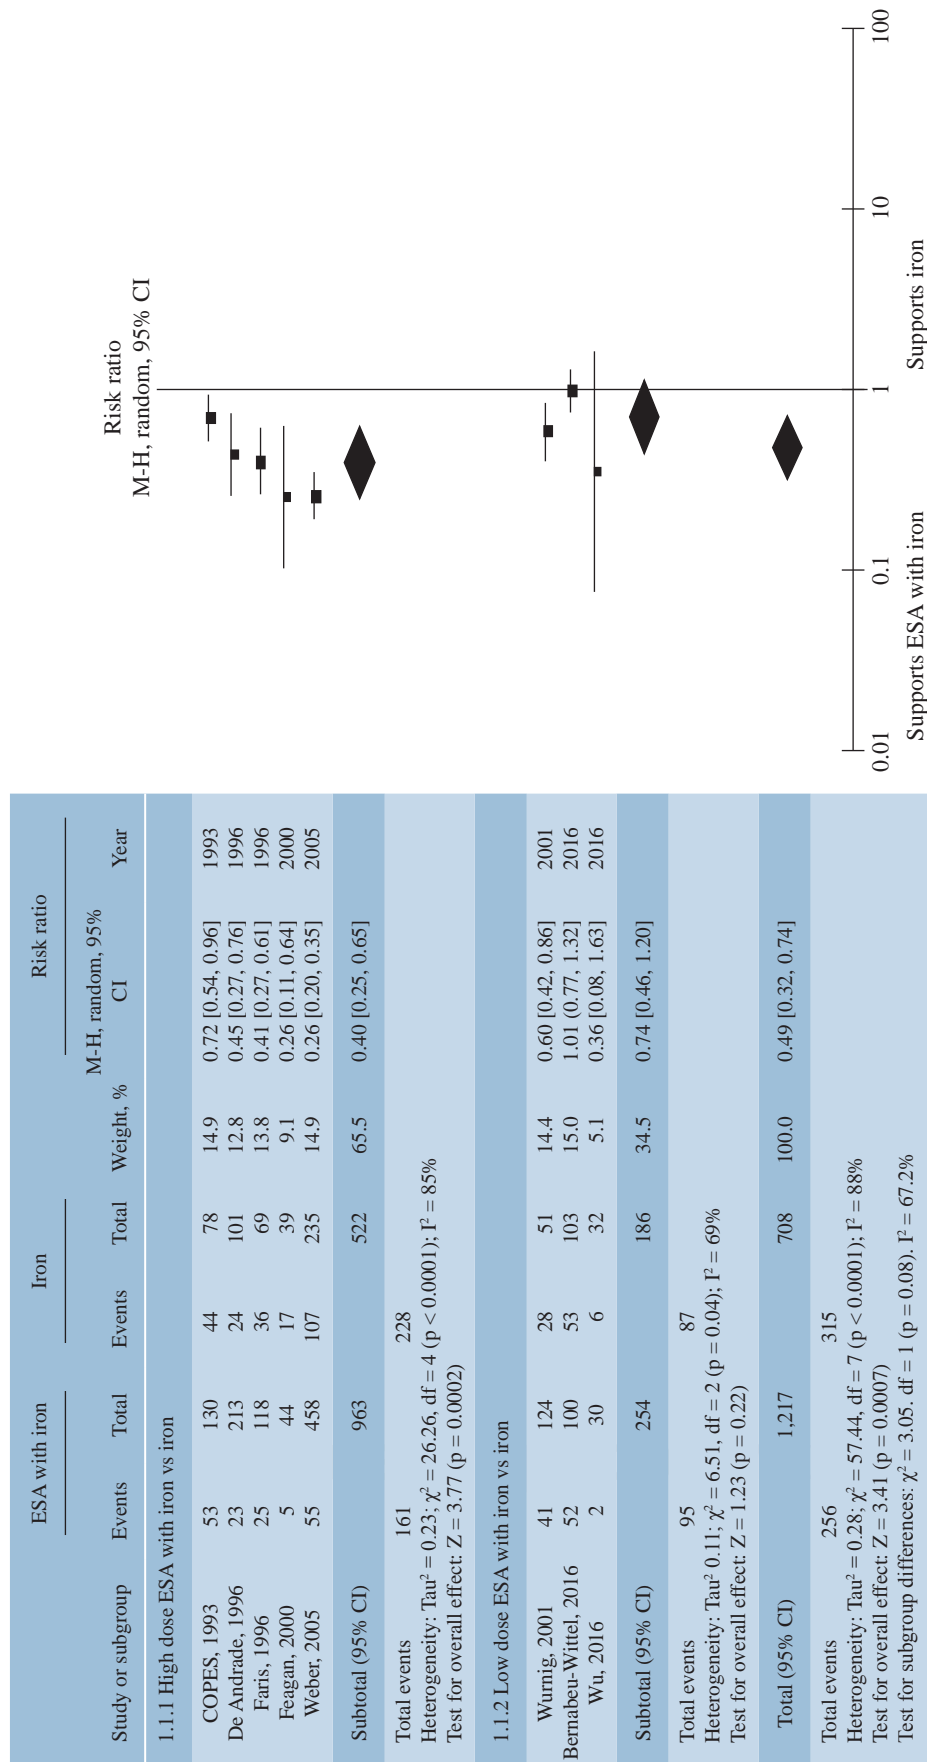 ESA with iron Iron Risk ratio
Risk ratio
M-H, random, 95% CI
Study or subgroup Events Total Events Total Weight, % M-H, random, 95% CI Year
1.1.1 High dose ESA with iron vs iron
COPES, 1993 53 130 44 78 14.9 0.72 [0.54, 0.96] 1993
De Andrade, 1996 23 213 24 101 12.8 0.45 [0.27, 0.76] 1996
Faris, 1996 25 118 36 69 13.8 0.41 [0.27, 0.61] 1996
Feagan, 2000 5 44 17 39 9.1 0.26 [0.11, 0.64] 2000
Weber, 2005 55 458 107 235 14.9 0.26 [0.20, 0.35] 2005
Subtotal (95% CI) 963 522 65.5 0.40 [0.25, 0.65]
Total events 161 228
Heterogeneity: Tau² = 0.23; χ² = 26.26, df = 4 (p < 0.0001); I² = 85%
Test for overall effect: Z = 3.77 (p = 0.0002)
1.1.2 Low dose ESA with iron vs iron
Wurnig, 2001 41 124 28 51 14.4 0.60 [0.42, 0.86] 2001
Bernabeu-Wittel, 2016 52 100 53 103 15.0 1.01 (0.77, 1.32] 2016
Wu, 2016 2 30 6 32 5.1 0.36 [0.08, 1.63] 2016
Subtotal (95% CI) 254 186 34.5 0.74 [0.46, 1.20]
Total events 95 87
Heterogeneity: Tau² 0.11; χ² = 6.51, df = 2 (p = 0.04); I² = 69%
Test for overall effect: Z = 1.23 (p = 0.22)
Total (95% CI) 1,217 708 100.0 0.49 [0.32, 0.74]
Total events 256 315
Heterogeneity: Tau² = 0.28; χ² = 57.44, df = 7 (p < 0.0001); I² = 88%
Test for overall effect: Z = 3.41 (p = 0.0007)
Test for subgroup differences: χ² = 3.05. df = 1 (p = 0.08). I² = 67.2%
0.01 0.1 1 10 100
Supports ESA with iron Supports iron